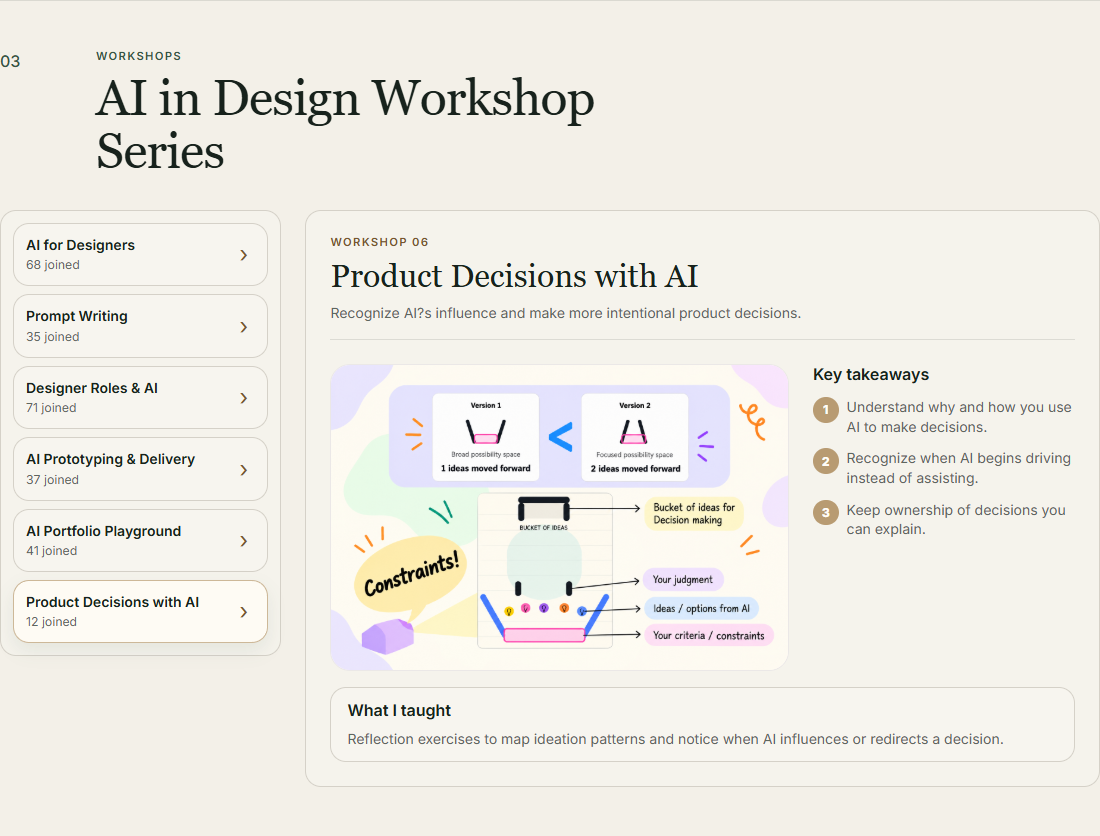 03
WORKSHOPS
AI in Design Workshop
Series
AI for Designers
68 joined
Prompt Writing
35 joined
Designer Roles & AI
71 joined
AI Prototyping & Delivery
37 joined
AI Portfolio Playground
41 joined
Product Decisions with AI
12 joined
WORKSHOP 06
Product Decisions with AI
Recognize AI?s influence and make more intentional product decisions.
Version 1
Broad possibility space
1 ideas moved forward
<
Version 2
Focused possibility space
2 ideas moved forward
BUCKET OF IDEAS
Bucket of ideas for
Decision making
Constraints!
Your judgment
Ideas / options from AI
Your criteria / constraints
Key takeaways
1 Understand why and how you use
AI to make decisions.
2 Recognize when AI begins driving
instead of assisting.
3 Keep ownership of decisions you
can explain.
What I taught
Reflection exercises to map ideation patterns and notice when AI influences or redirects a decision.